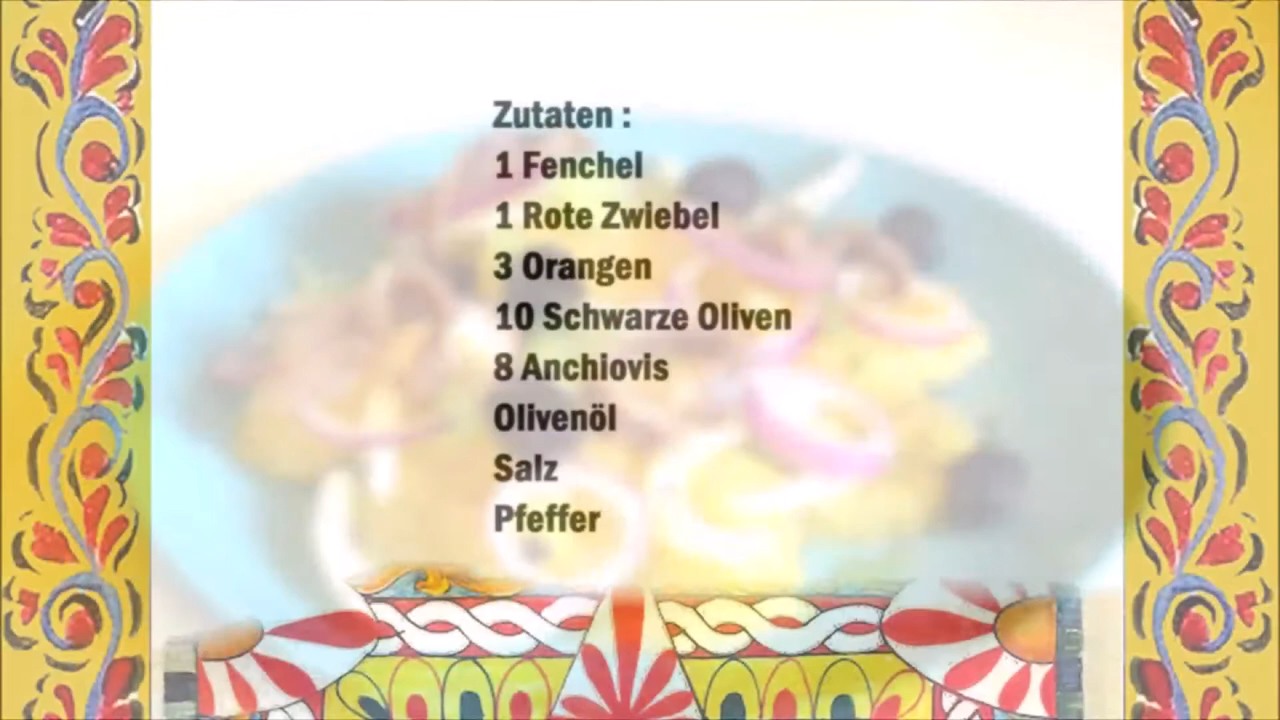 Zutaten :
1 Fenchel
1 Rote Zwiebel
3 Orangen
10 Schwarze Oliven
8 Anchiovis
Olivenöl
Salz
Pfeffer